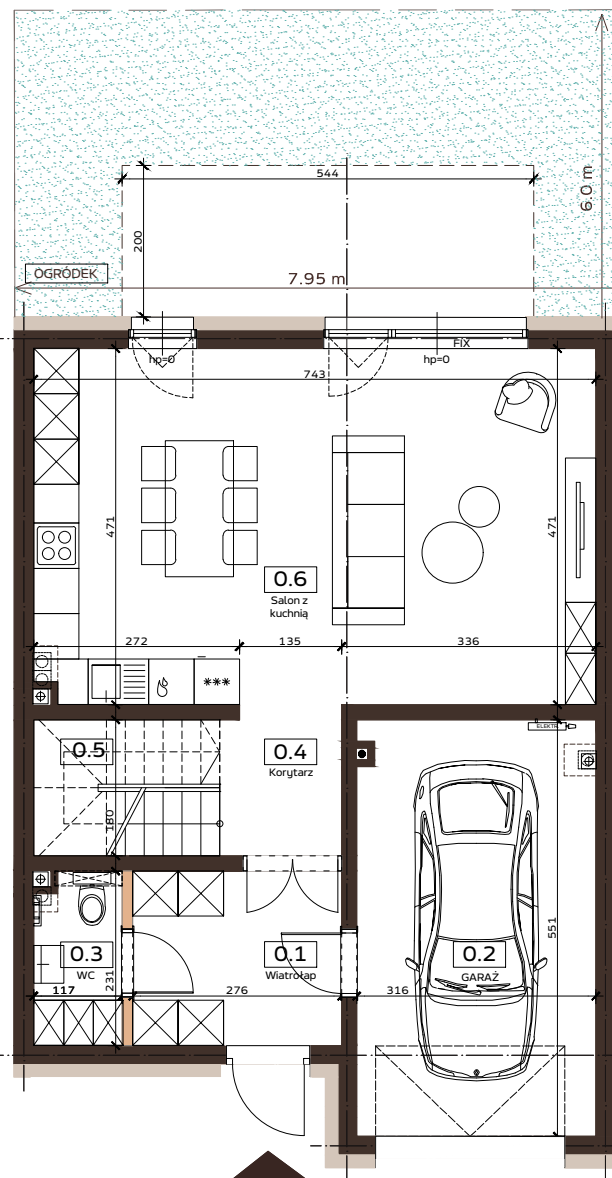 544
6.0 m
200
OGRÓDEK
7.95 m
FIX
hp=0
hp=0
743
471
471
0.6
Salon z
kuchnią
272
135
336
***
ELEKTR.
0.5
0.4
Korytarz
180
551
0.3
WC
0.1
Wiatrołap
0.2
GARAŻ
231
117
276
316